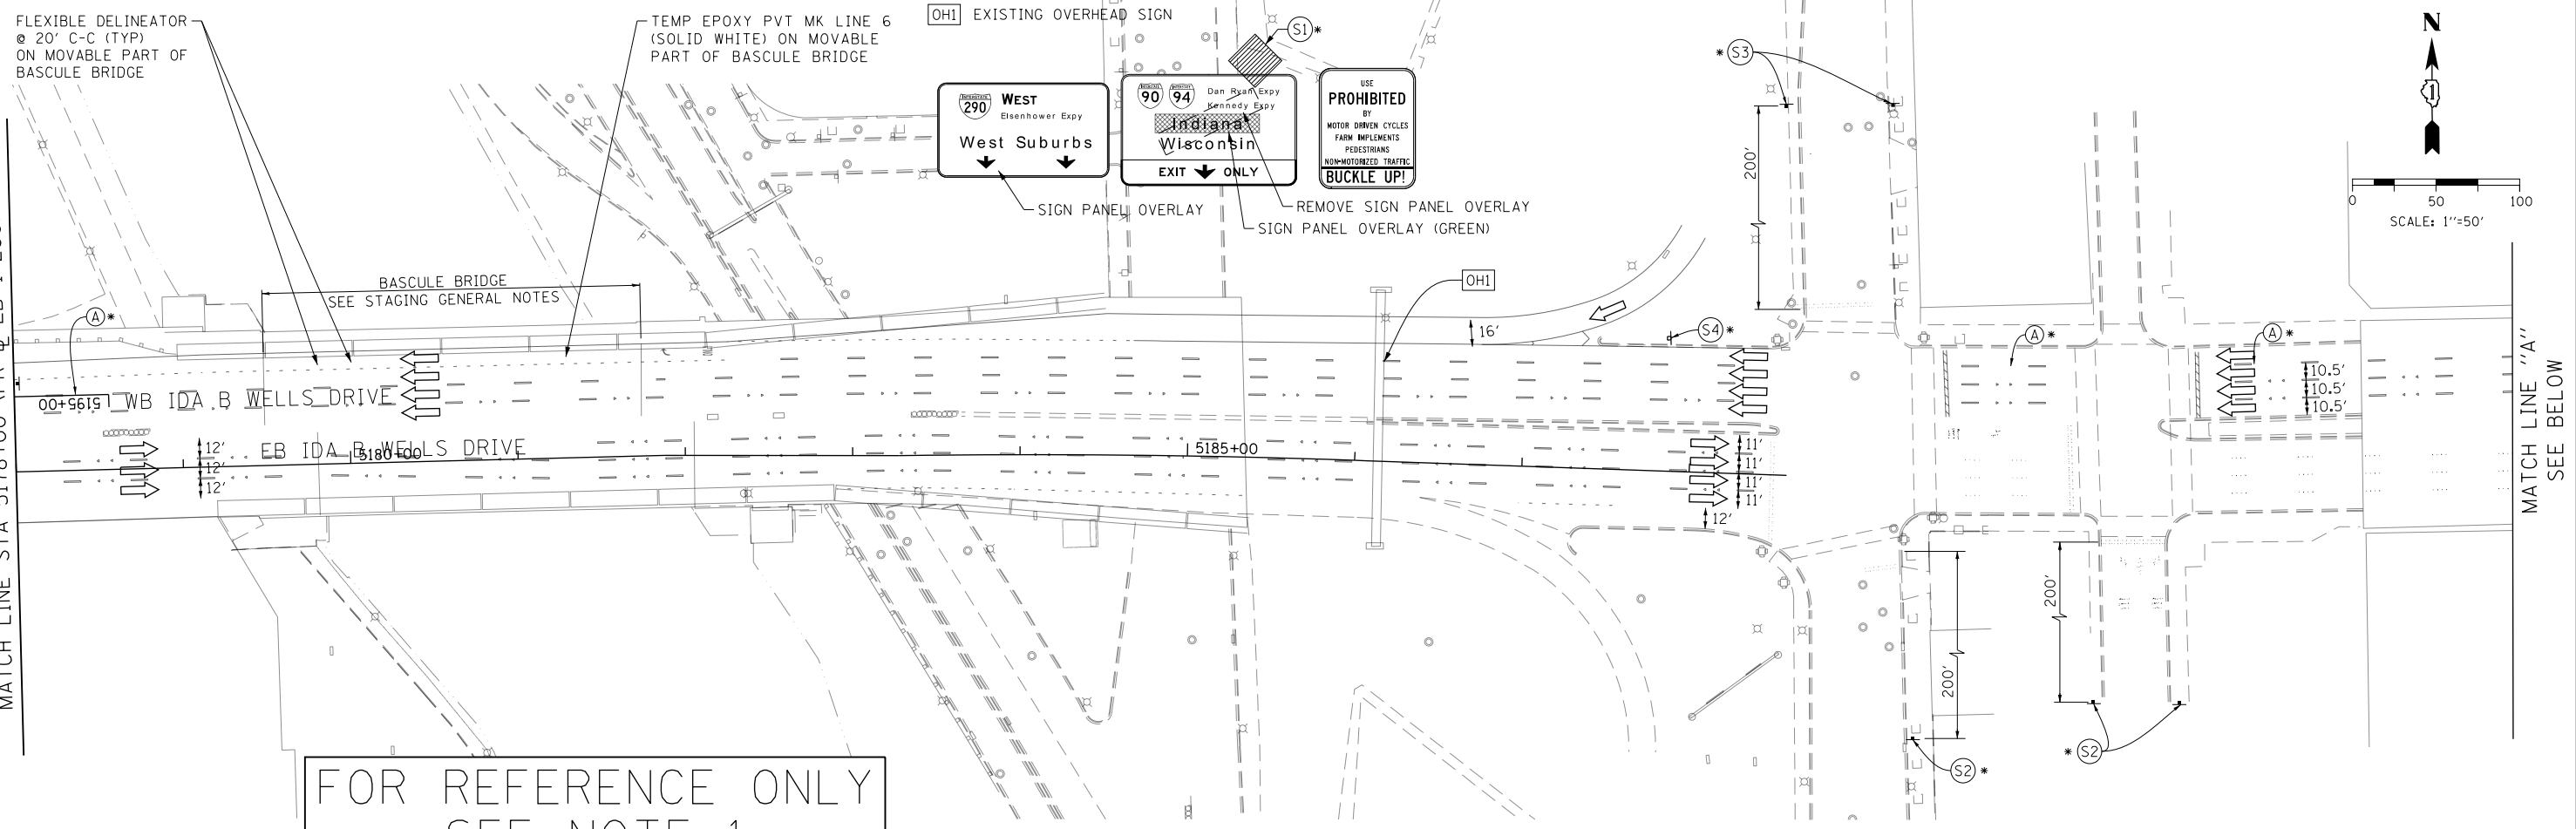 FLEXIBLE DELINEATOR
@ 20' C-C (TYP)
ON MOVABLE PART OF
BASCULE BRIDGE
TEMP EPOXY PVT MK LINE 6
(SOLID WHITE) ON MOVABLE
PART OF BASCULE BRIDGE
OH1 EXISTING OVERHEAD SIGN
S1 *
INTERSTATE
290
WEST
Eisenhower Expy
West Suburbs
SIGN PANEL OVERLAY
90 94
Dan Ryan Expy
Kennedy Expy
Indiana
Wisconsin
EXIT ONLY
REMOVE SIGN PANEL OVERLAY
SIGN PANEL OVERLAY (GREEN)
USE
PROHIBITED
BY
MOTOR DRIVEN CYCLES
FARM IMPLEMENTS
PEDESTRIANS
NON-MOTORIZED TRAFFIC
BUCKLE UP!
* S3
200'
N
1
0 50 100
SCALE: 1"=50'
BASCULE BRIDGE
SEE STAGING GENERAL NOTES
A *
OH1
16'
S4 *
A *
A *
10.5'
10.5'
10.5'
5195+00
WB IDA B WELLS DRIVE
EB IDA B WELLS DRIVE
5180+00
5185+00
12'
12'
12'
11'
11'
11'
11'
12'
200'
200'
S2 *
* S2
MATCH LINE "A"
SEE BELOW
FOR REFERENCE ONLY
SEE NOTE 1